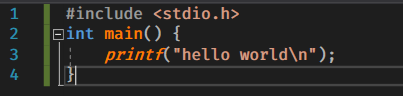 1 #include <stdio.h>
2 int main() {
3 printf("hello world\n");
4 }